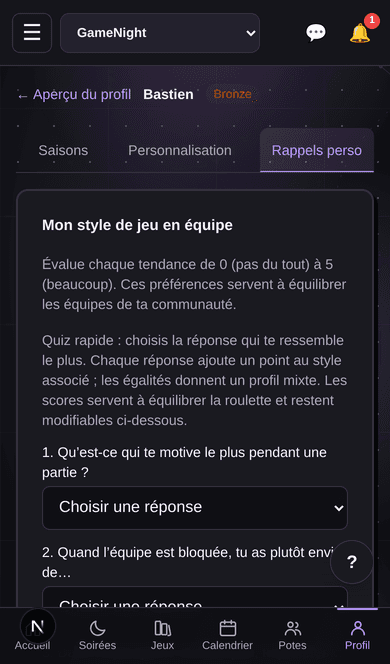 GameNight
1
← Aperçu du profil Bastien Bronze
Saisons Personnalisation Rappels perso
Mon style de jeu en équipe
Évalue chaque tendance de 0 (pas du tout) à 5
(beaucoup). Ces préférences servent à équilibrer
les équipes de ta communauté.
Quiz rapide : choisis la réponse qui te ressemble
le plus. Chaque réponse ajoute un point au style
associé ; les égalités donnent un profil mixte. Les
scores servent à équilibrer la roulette et restent
modifiables ci-dessous.
1. Qu’est-ce qui te motive le plus pendant une
partie ?
Choisir une réponse
2. Quand l’équipe est bloquée, tu as plutôt envi
de…
?
Choisir une réponse
N
Accueil Soirées Jeux Calendrier Potes Profil